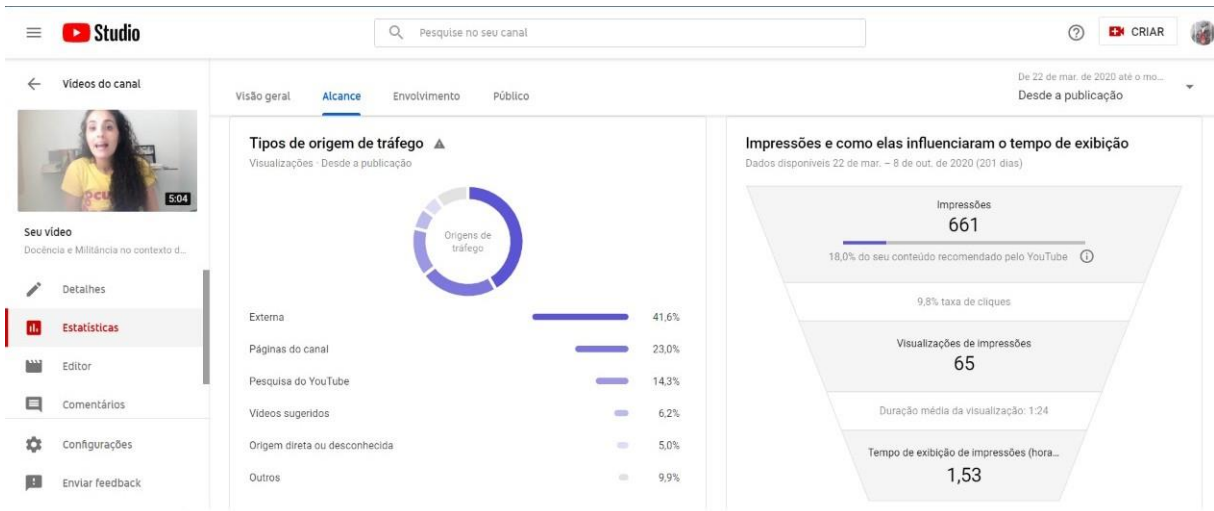 Studio
Pesquise no seu canal
CRIAR
Vídeos do canal
5:04
Seu vídeo
Docência e Militância no contexto d...
Detalhes
Estatísticas
Editor
Comentários
Configurações
Enviar feedback
Visão geral Alcance Envolvimento Público
De 22 de mar. de 2020 até o mo...
Desde a publicação
Tipos de origem de tráfego
Visualizações · Desde a publicação
Origens de
tráfego
Externa 41,6%
Páginas do canal 23,0%
Pesquisa do YouTube 14,3%
Vídeos sugeridos 6,2%
Origem direta ou desconhecida 5,0%
Outros 9,9%
Impressões e como elas influenciaram o tempo de exibição
Dados disponíveis 22 de mar. – 8 de out. de 2020 (201 dias)
Impressões
661
18,0% do seu conteúdo recomendado pelo YouTube
9,8% taxa de cliques
Visualizações de impressões
65
Duração média da visualização: 1:24
Tempo de exibição de impressões (hora...
1,53